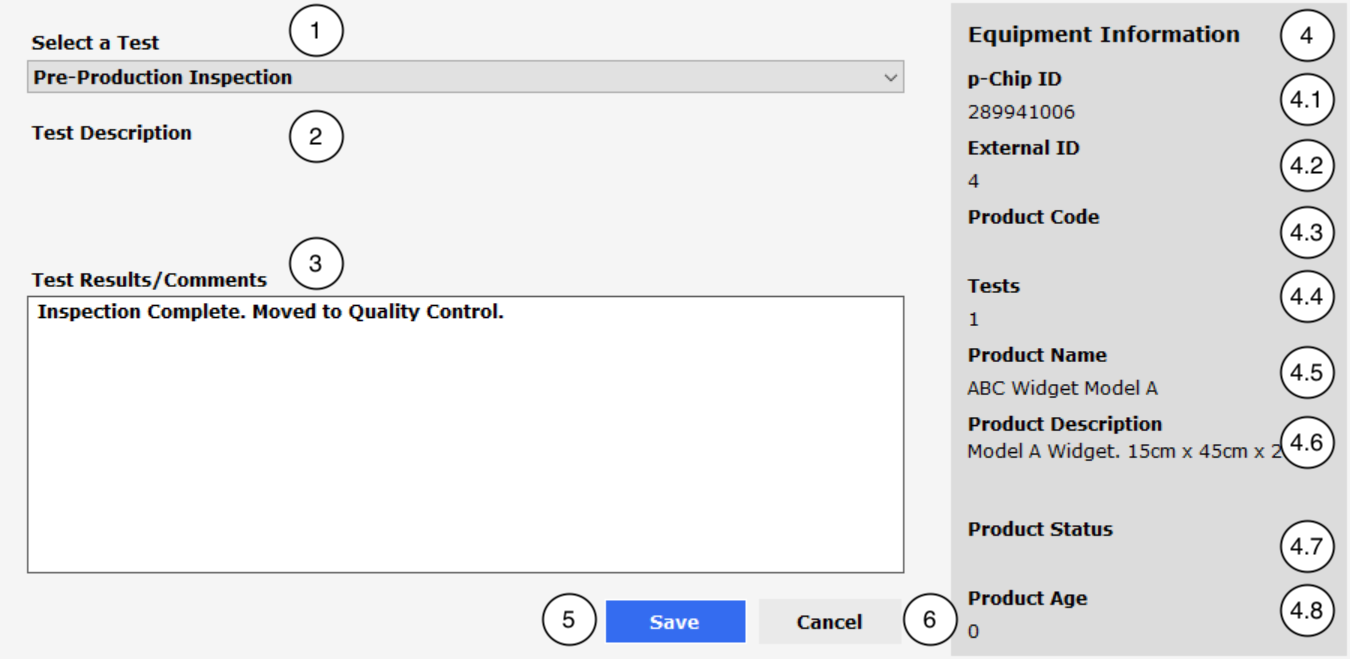 1
Select a Test
Pre-Production Inspection
Test Description
2
3
Test Results/Comments
Inspection Complete. Moved to Quality Control.
5
Save
Cancel
6
Equipment Information
4
p-Chip ID
4.1
289941006
External ID
4.2
4
Product Code
4.3
Tests
4.4
1
Product Name
4.5
ABC Widget Model A
Product Description
4.6
Model A Widget. 15cm x 45cm x 2
Product Status
4.7
Product Age
4.8
0